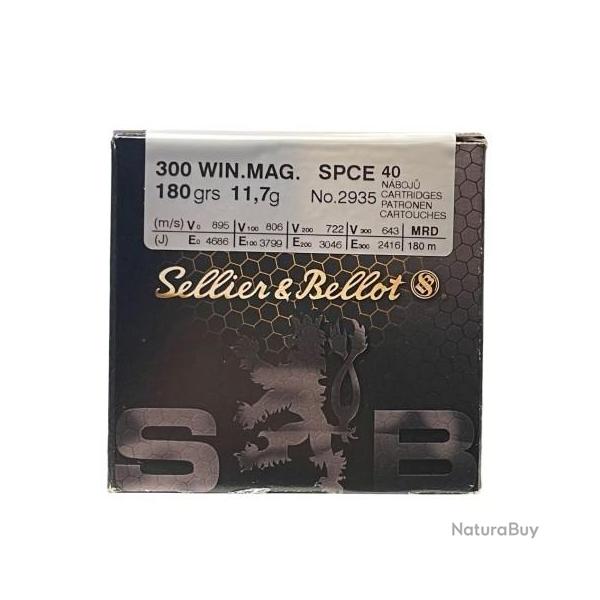 300 WIN.MAG. SPCE 40
180 grs 11,7g No.2935
NÁBOJŮ
CARTRIDGES
PATRONEN
CARTOUCHES
(m/s) V0 895 V100 806 V200 722 V300 643 MRD
(J) E0 4686 E100 3799 E200 3046 E300 2416 180 m
Sellier & Bellot SB
S B
NaturaBuy